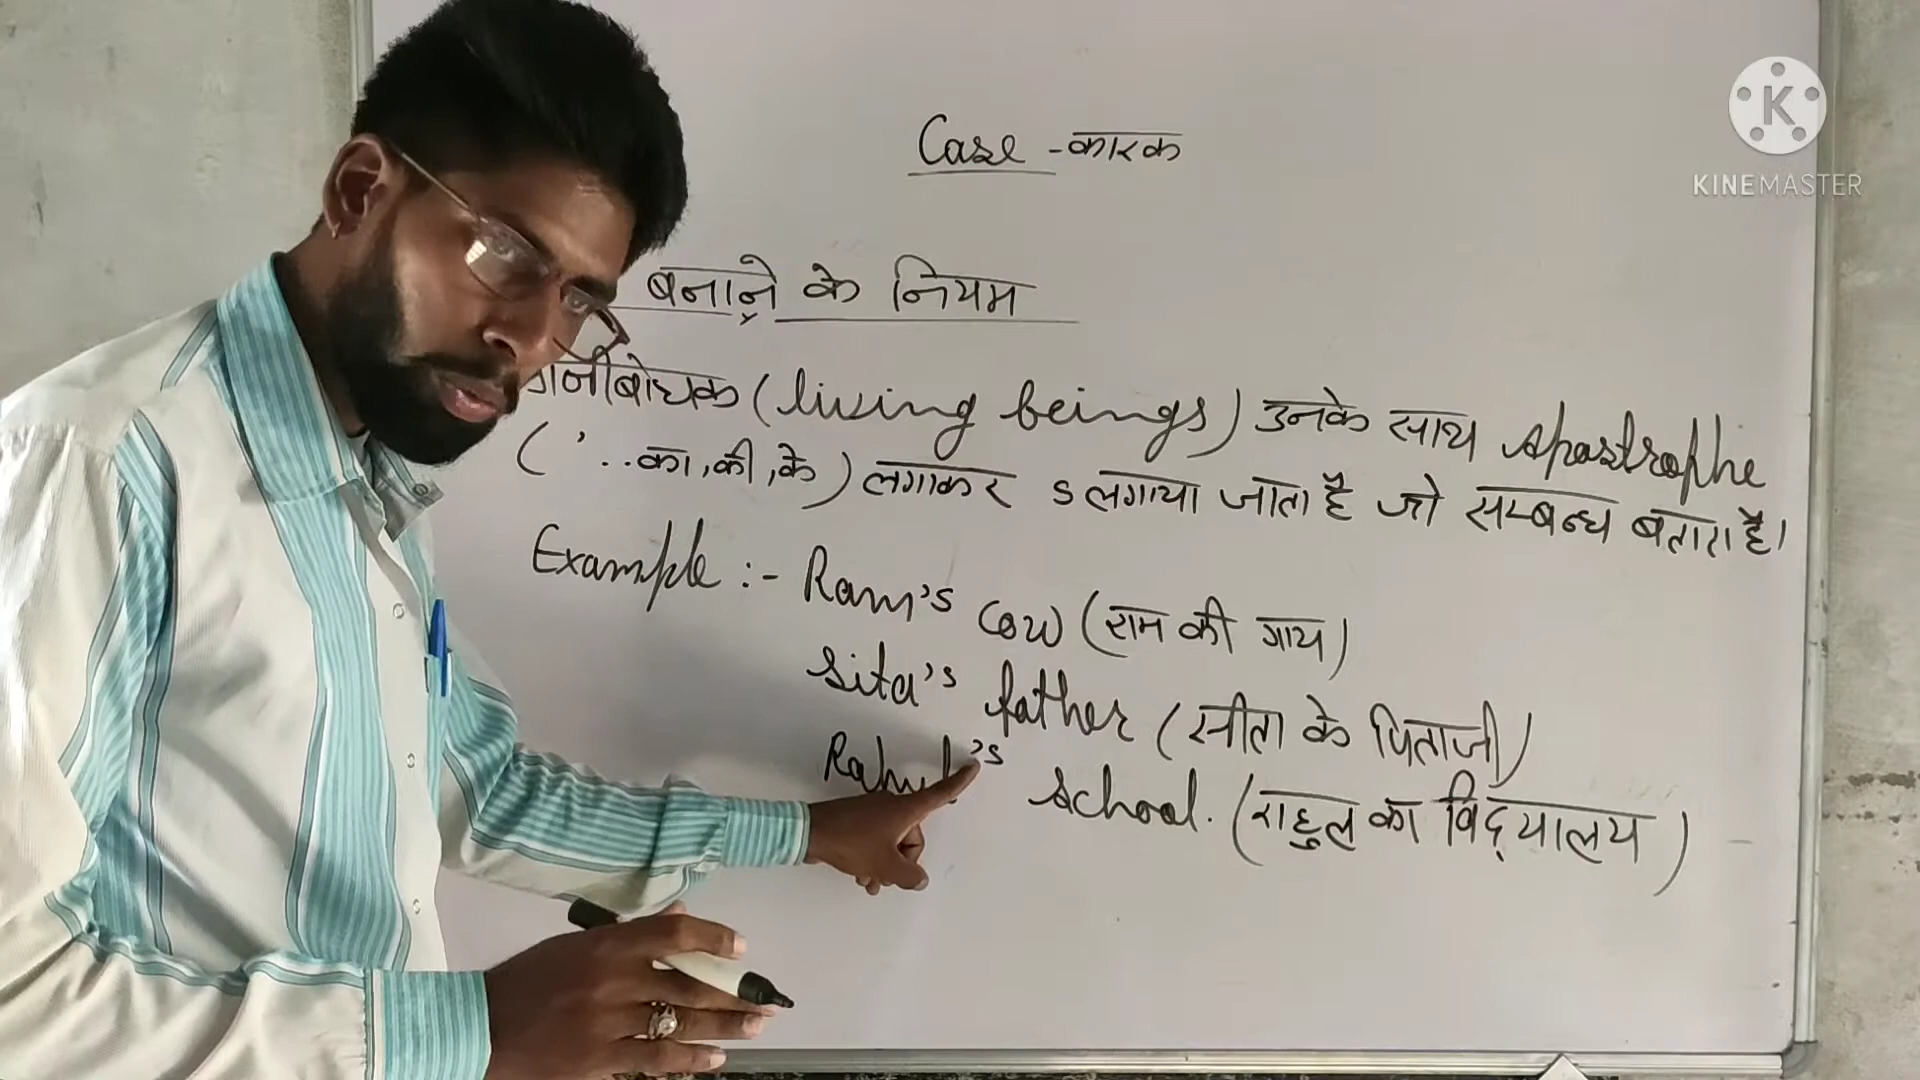 Case - कारक
K
KINEMASTER
बनाने के नियम
(living beings) उनके साथ apostrophe
( ' . . का, की, के ) लगाकर s लगाया जाता है जो सम्बन्ध बताता है।
Example :- Ram's Cow (राम की गाय)
Sita's father (सीता के पिताजी)
Rahul's school. (राहुल का विद्यालय)